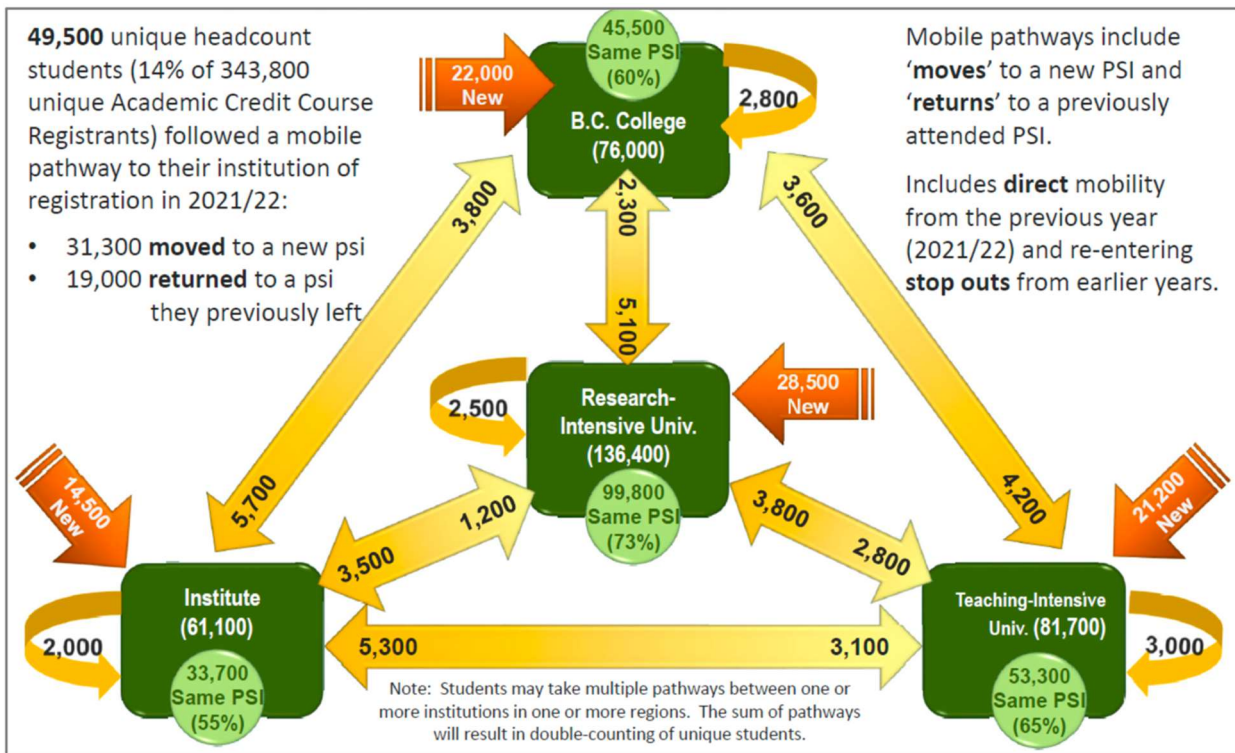 49,500 unique headcount
students (14% of 343,800
unique Academic Credit Course
Registrants) followed a mobile
pathway to their institution of
registration in 2021/22:
• 31,300 moved to a new psi
• 19,000 returned to a psi
they previously left
22,000
New
45,500
Same PSI
(60%)
B.C. College
(76,000)
2,800
Mobile pathways include
‘moves’ to a new PSI and
‘returns’ to a previously
attended PSI.
Includes direct mobility
from the previous year
(2021/22) and re-entering
stop outs from earlier years.
3,800
5,700
2,300
5,100
3,600
4,200
2,500
Research-
Intensive Univ.
(136,400)
99,800
Same PSI
(73%)
28,500
New
14,500
New
1,200
3,500
3,800
2,800
21,200
New
2,000
Institute
(61,100)
33,700
Same PSI
(55%)
5,300
3,100
Teaching-Intensive
Univ. (81,700)
53,300
Same PSI
(65%)
3,000
Note: Students may take multiple pathways between one or
more institutions in one or more regions. The sum of pathways
will result in double-counting of unique students.